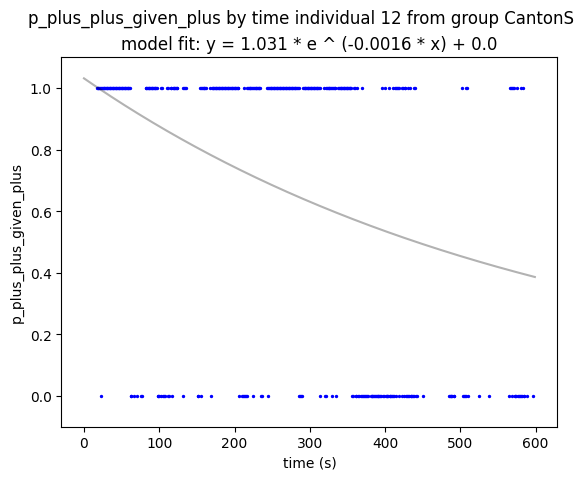 p_plus_plus_given_plus by time individual 12 from group CantonS
model fit: y = 1.031 * e ^ (-0.0016 * x) + 0.0
p_plus_plus_given_plus
1.0
0.8
0.6
0.4
0.2
0.0
0 100 200 300 400 500 600
time (s)